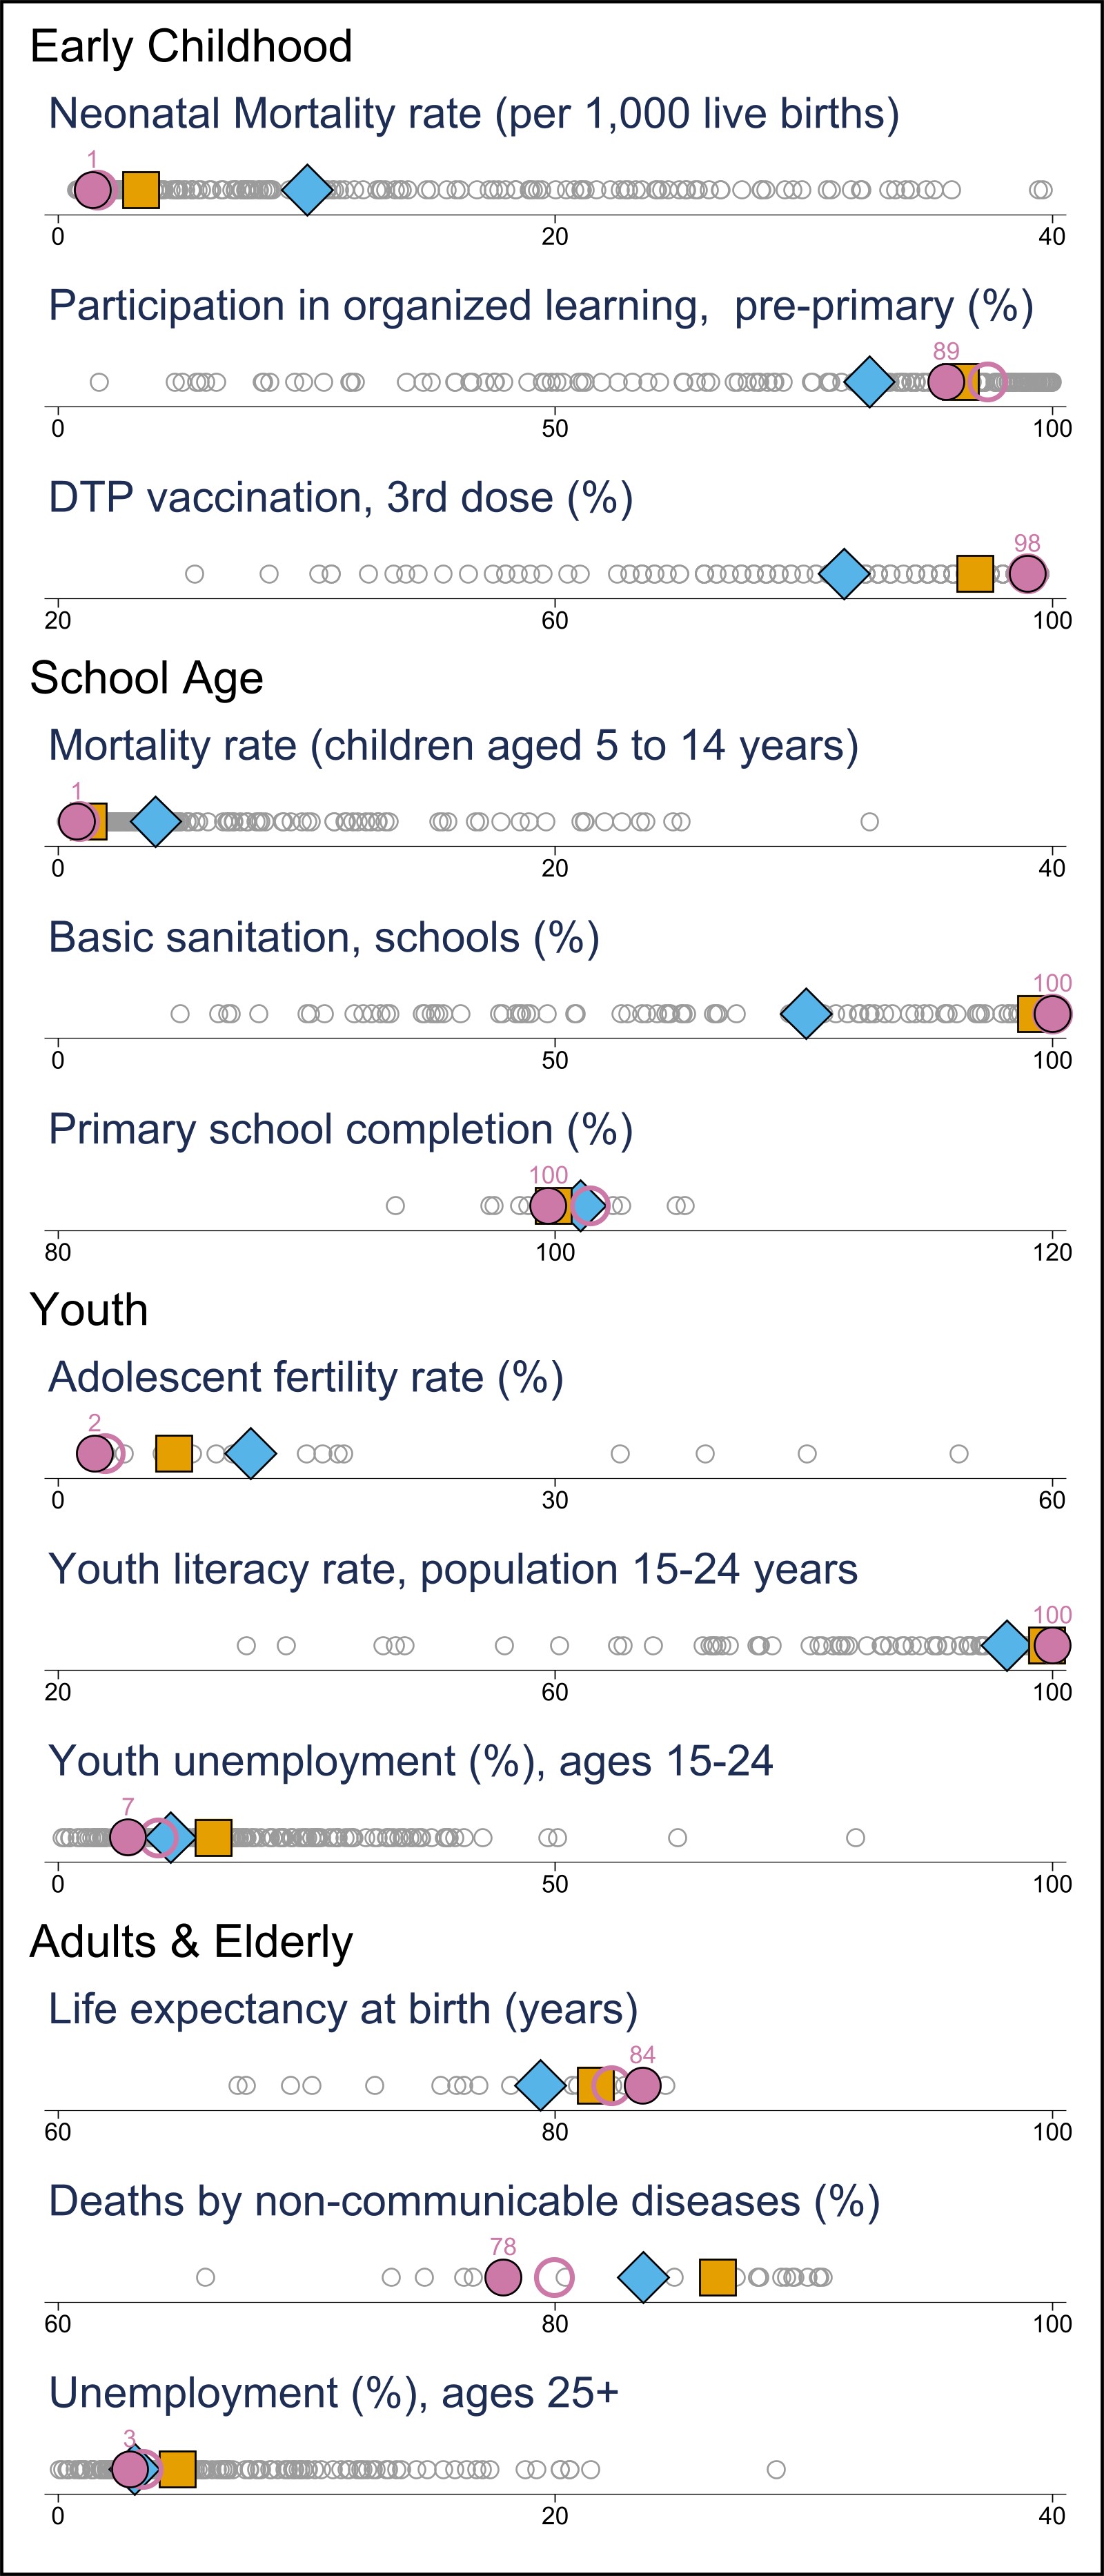 Early Childhood
Neonatal Mortality rate (per 1,000 live births)
1
0 20 40
Participation in organized learning,  pre-primary (%)
89
0 50 100
DTP vaccination, 3rd dose (%)
98
20 60 100
School Age
Mortality rate (children aged 5 to 14 years)
1
0 20 40
Basic sanitation, schools (%)
100
0 50 100
Primary school completion (%)
100
80 100 120
Youth
Adolescent fertility rate (%)
2
0 30 60
Youth literacy rate, population 15-24 years
100
20 60 100
Youth unemployment (%), ages 15-24
7
0 50 100
Adults & Elderly
Life expectancy at birth (years)
84
60 80 100
Deaths by non-communicable diseases (%)
78
60 80 100
Unemployment (%), ages 25+
3
0 20 40